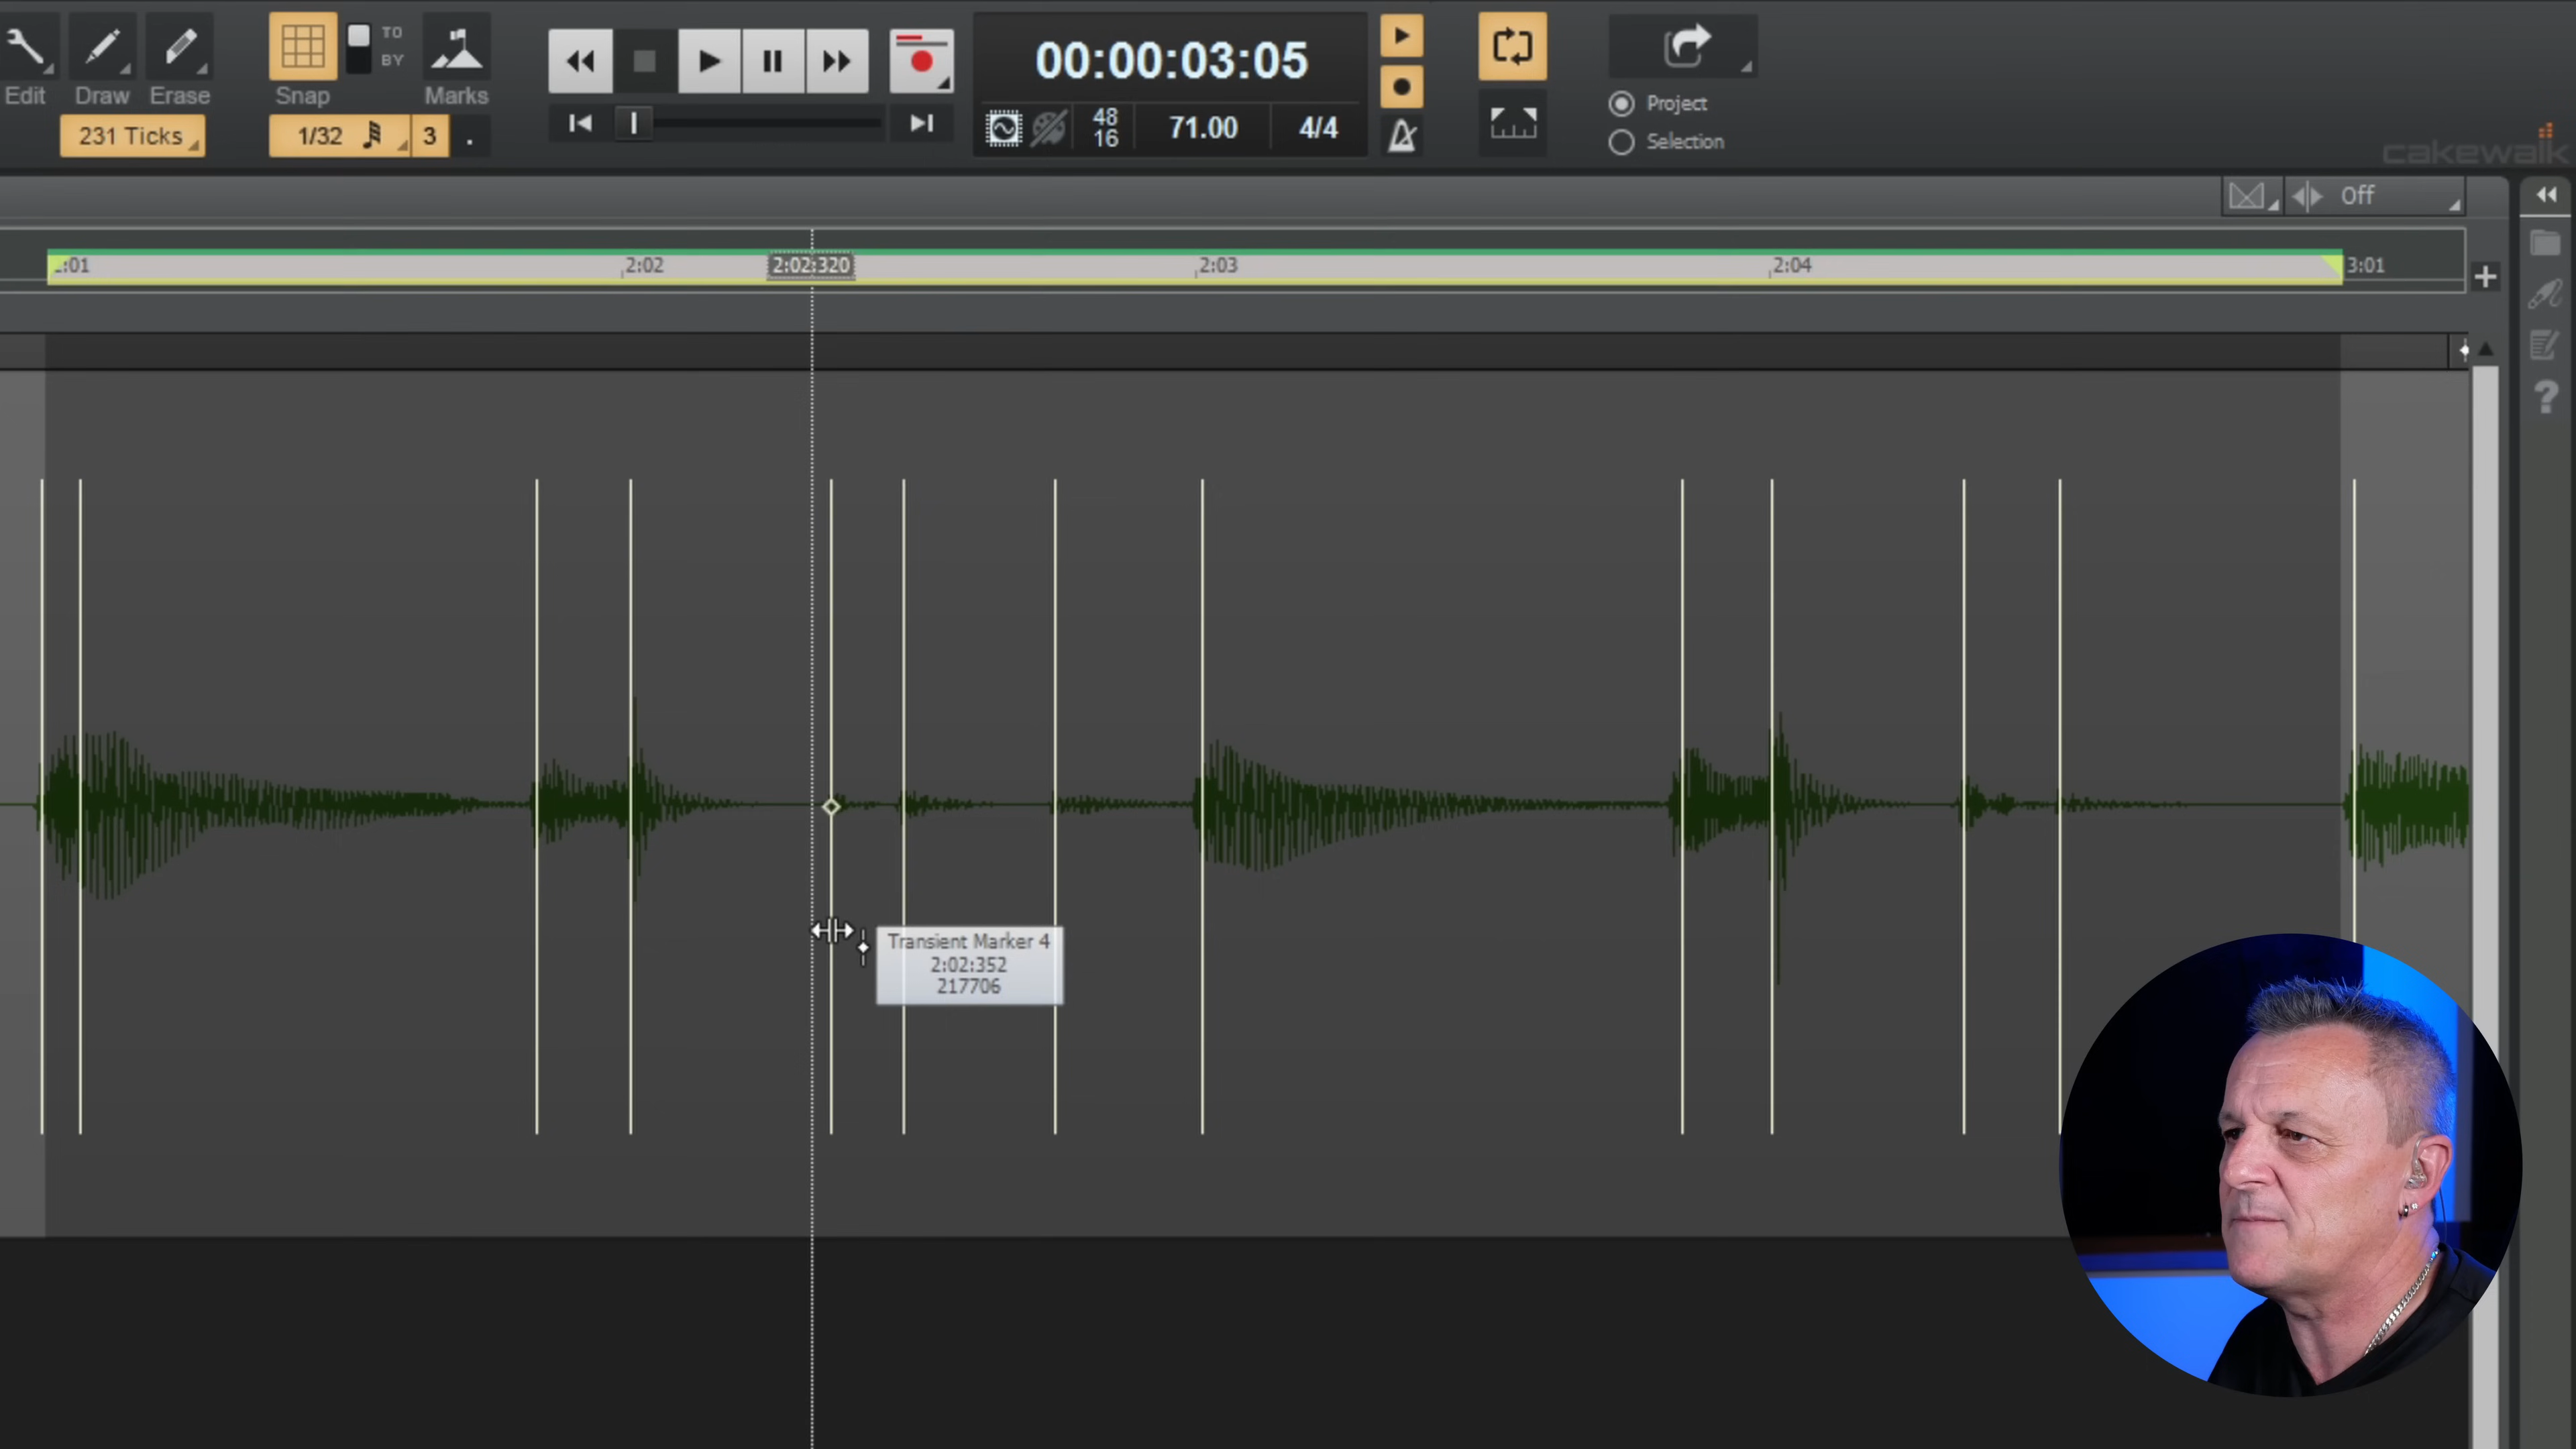 TO
BY
Edit
Draw
Erase
Snap
Marks
231 Ticks
1/32
3
.
00:00:03:05
48
16
71.00
4/4
Project
Selection
cakewalk
Off
2:01
2:02
2:02:320
2:03
2:04
3:01
?
Transient Marker 4
2:02:352
217706